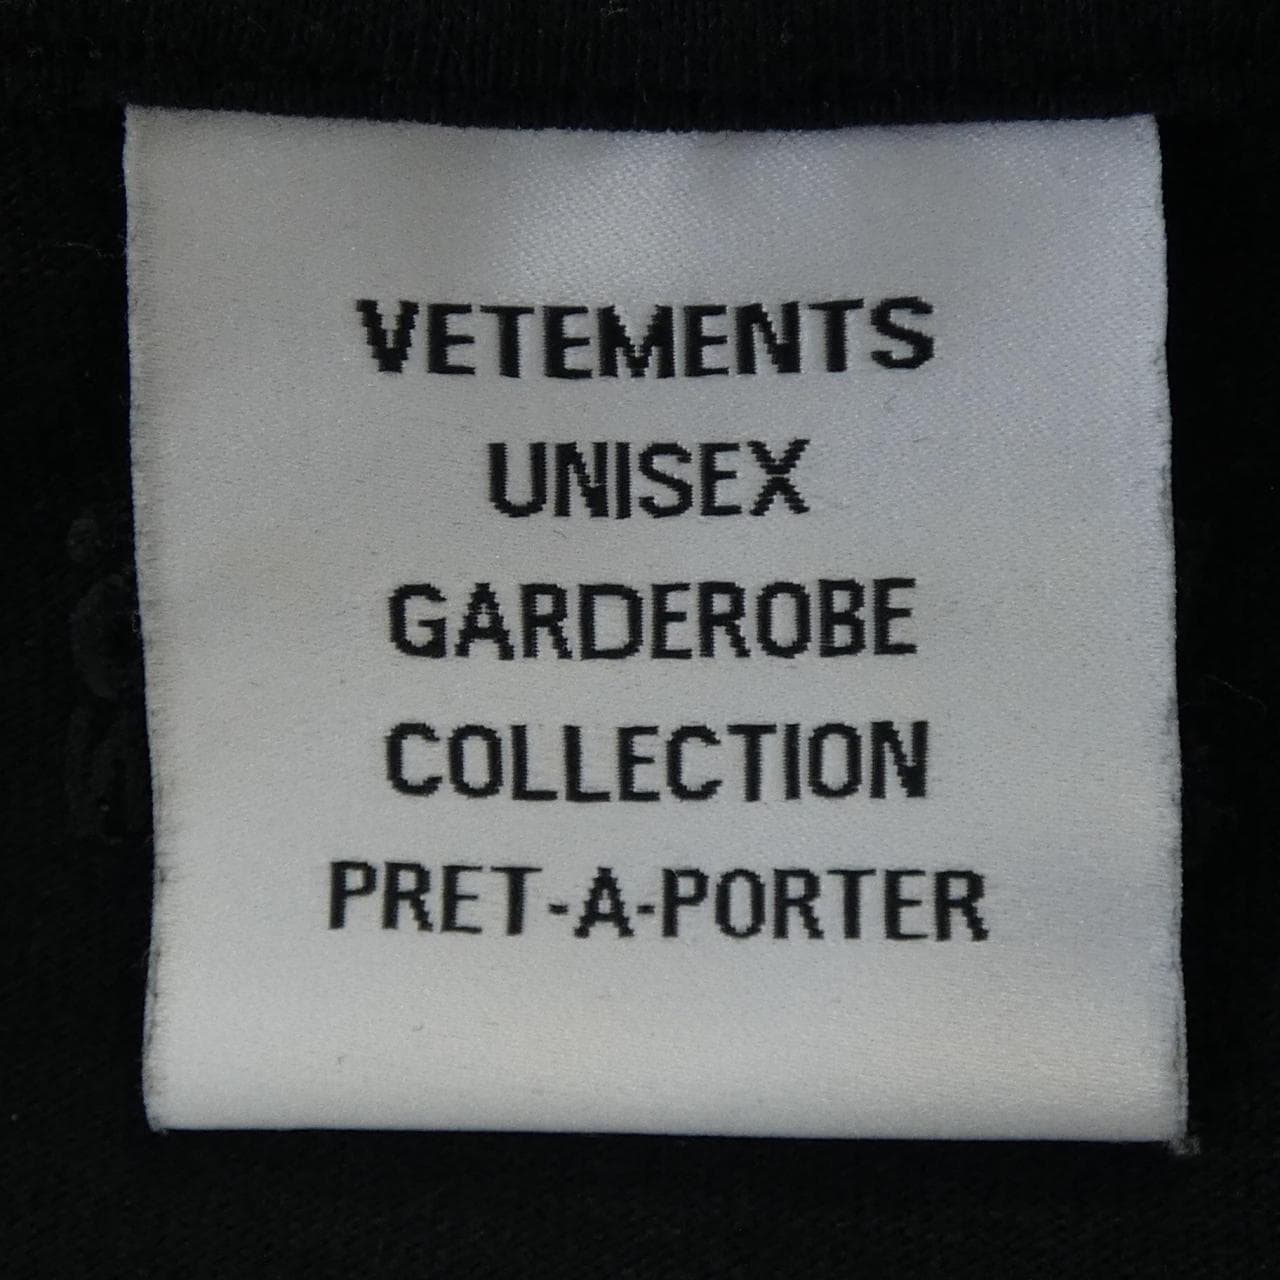 VETEMENTS
UNISEX
GARDEROBE
COLLECTION
PRET-A-PORTER